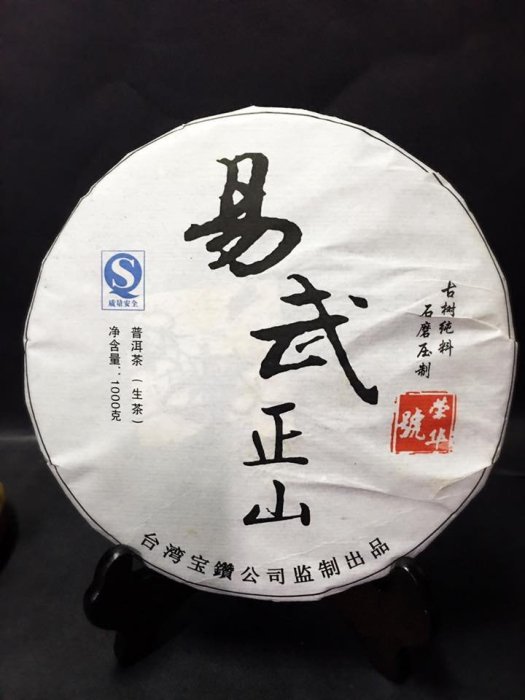 易武正山
古树纯料
石磨压制
荣华
號
S
质量安全
普洱茶（生茶）
净含量：1000克
台湾宝鑽公司监制出品